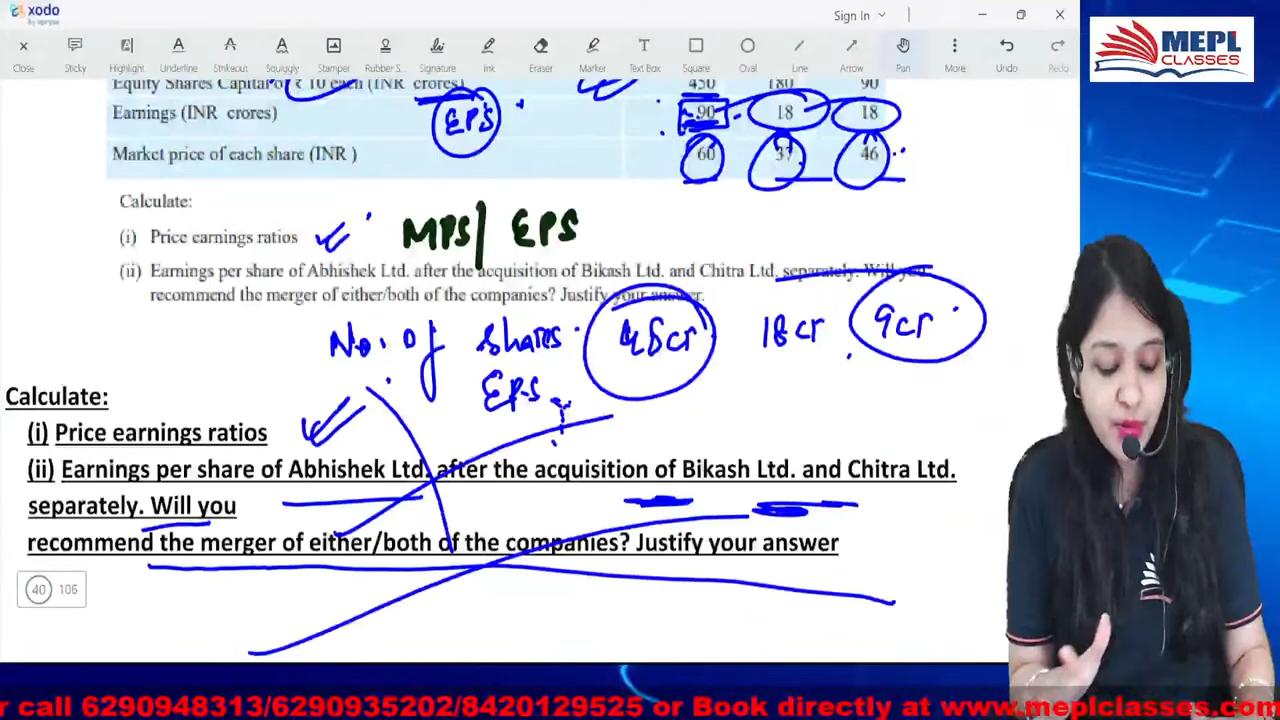 xodo
by apryse
Sign In
MEPL
CLASSES
Close
Sticky
Highlight
Underline
Strikeout
Squiggly
Stamper
Rubber S...
Signature
Ink
Eraser
Marker
Text Box
Square
Oval
Line
Arrow
Pan
More
Undo
Redo
Equity Shares Capital of ₹ 10 each (INR crores) 450 180 90
Earnings (INR crores) 90 18 18
EPS
Market price of each share (INR ) 60 37 46
Calculate:
(i) Price earnings ratios
MPS/ EPS
(ii) Earnings per share of Abhishek Ltd. after the acquisition of Bikash Ltd. and Chitra Ltd, separately. Will you
recommend the merger of either/both of the companies? Justify your answer.
No. of shares 45cr 18cr 9cr
EPS
Calculate:
(i) Price earnings ratios
(ii) Earnings per share of Abhishek Ltd. after the acquisition of Bikash Ltd. and Chitra Ltd.
separately. Will you
recommend the merger of either/both of the companies? Justify your answer
40 106
r call 6290948313/6290935202/8420129525 or Book directly at www.meplclasses.com